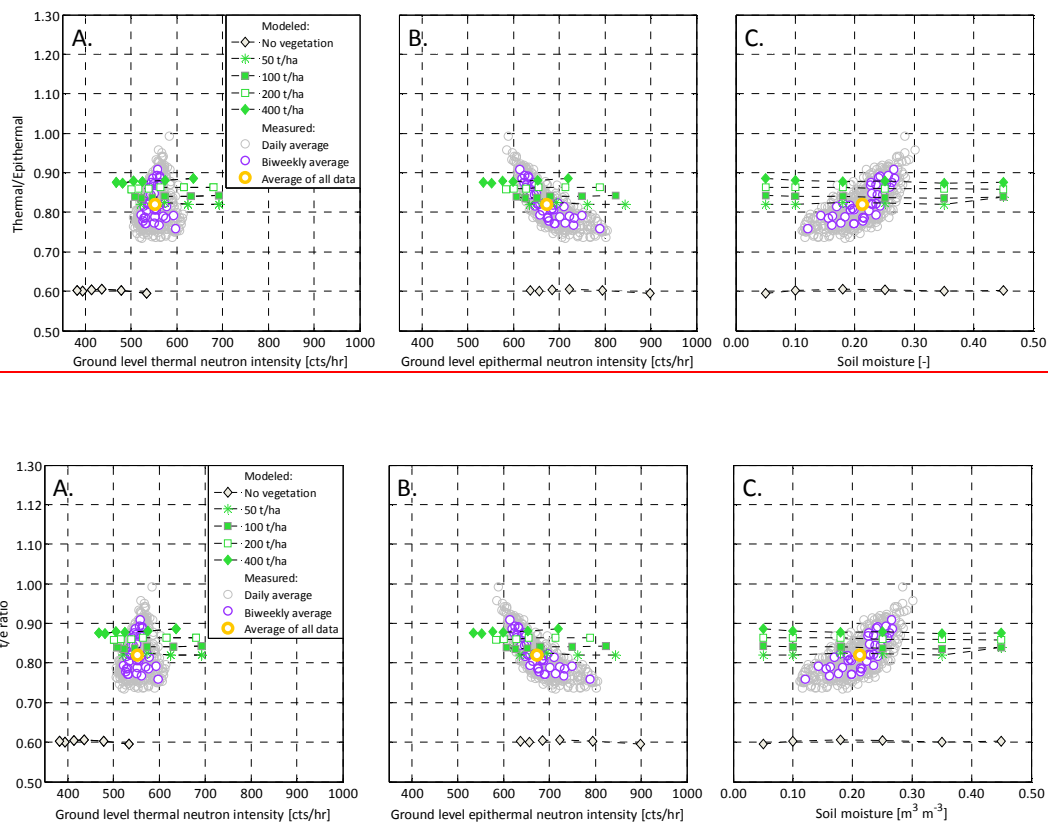 1.30
1.20
1.10
1.00
0.90
0.80
0.70
0.60
0.50
Thermal/Epithermal
A.
Modeled:
No vegetation
50 t/ha
100 t/ha
200 t/ha
400 t/ha
Measured:
Daily average
Biweekly average
Average of all data
400 500 600 700 800 900 1000
Ground level thermal neutron intensity [cts/hr]
B.
400 500 600 700 800 900 1000
Ground level epithermal neutron intensity [cts/hr]
C.
0.00 0.10 0.20 0.30 0.40 0.50
Soil moisture [-]
1.30
1.20
1.10
1.00
0.90
0.80
0.70
0.60
0.50
t/e ratio
A.
Modeled:
No vegetation
50 t/ha
100 t/ha
200 t/ha
400 t/ha
Measured:
Daily average
Biweekly average
Average of all data
400 500 600 700 800 900 1000
Ground level thermal neutron intensity [cts/hr]
B.
400 500 600 700 800 900 1000
Ground level epithermal neutron intensity [cts/hr]
C.
0.00 0.10 0.20 0.30 0.40 0.50
Soil moisture [m³ m⁻³]